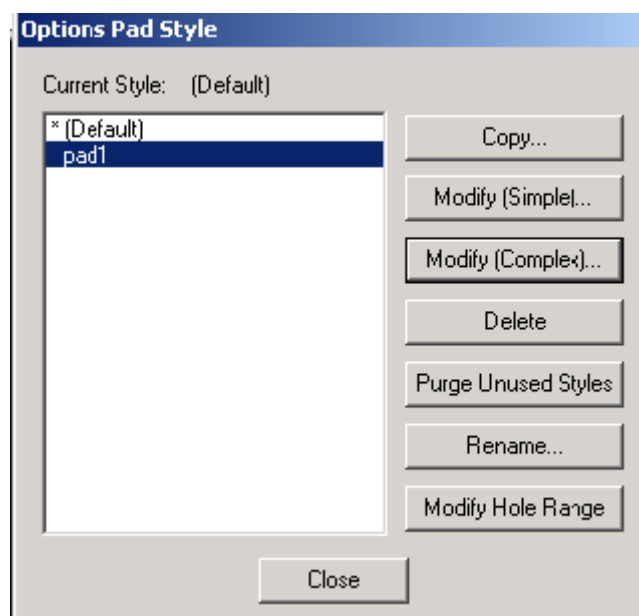 Options Pad Style
Current Style: (Default)
* (Default)
pad1
Copy...
Modify (Simple)...
Modify (Complex)...
Delete
Purge Unused Styles
Rename...
Modify Hole Range
Close